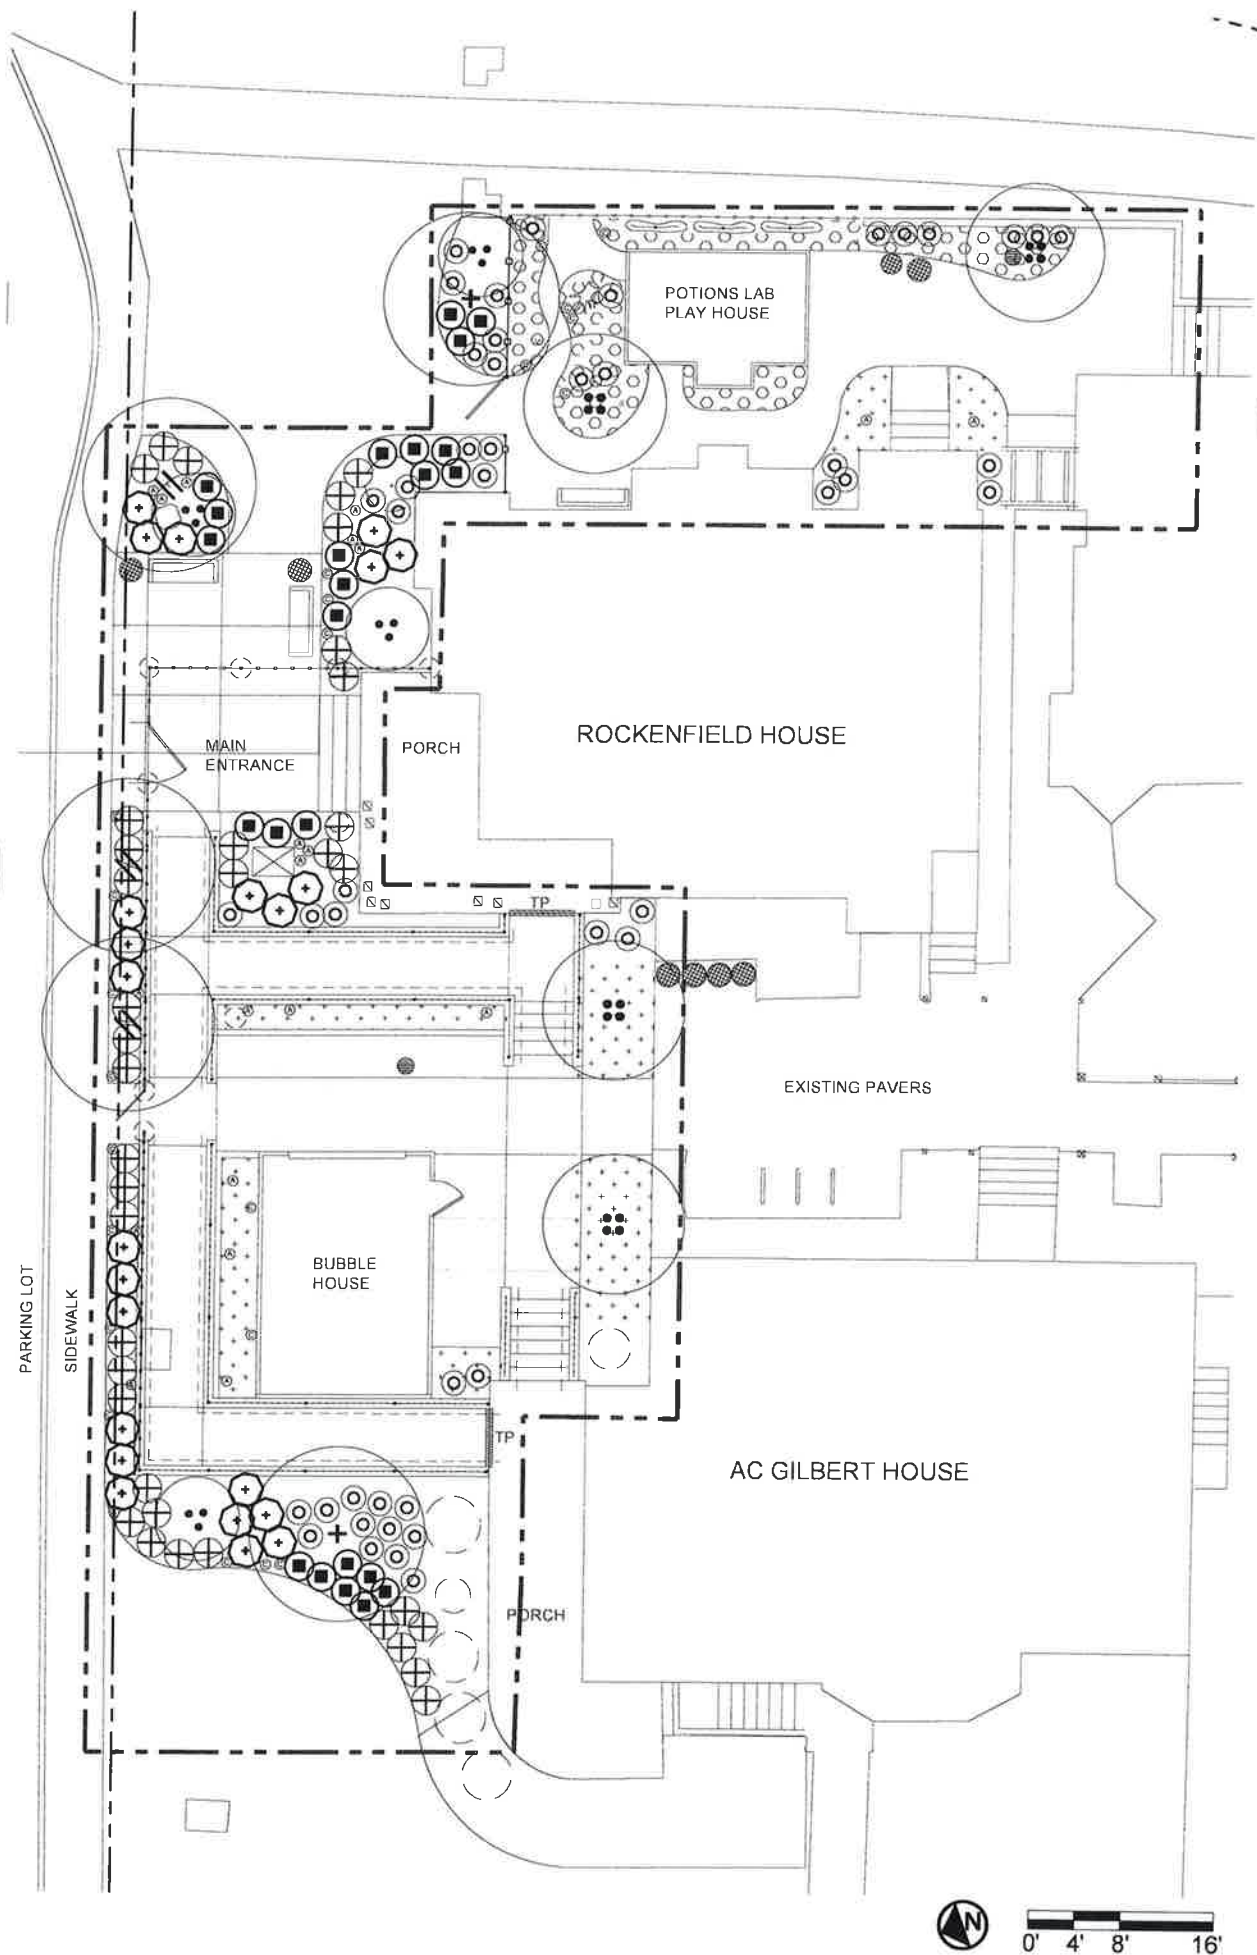 POTIONS LAB
PLAY HOUSE
ROCKENFIELD HOUSE
MAIN
ENTRANCE
PORCH
TP
EXISTING PAVERS
BUBBLE
HOUSE
PARKING LOT
SIDEWALK
TP
AC GILBERT HOUSE
PORCH
N
0' 4' 8' 16'